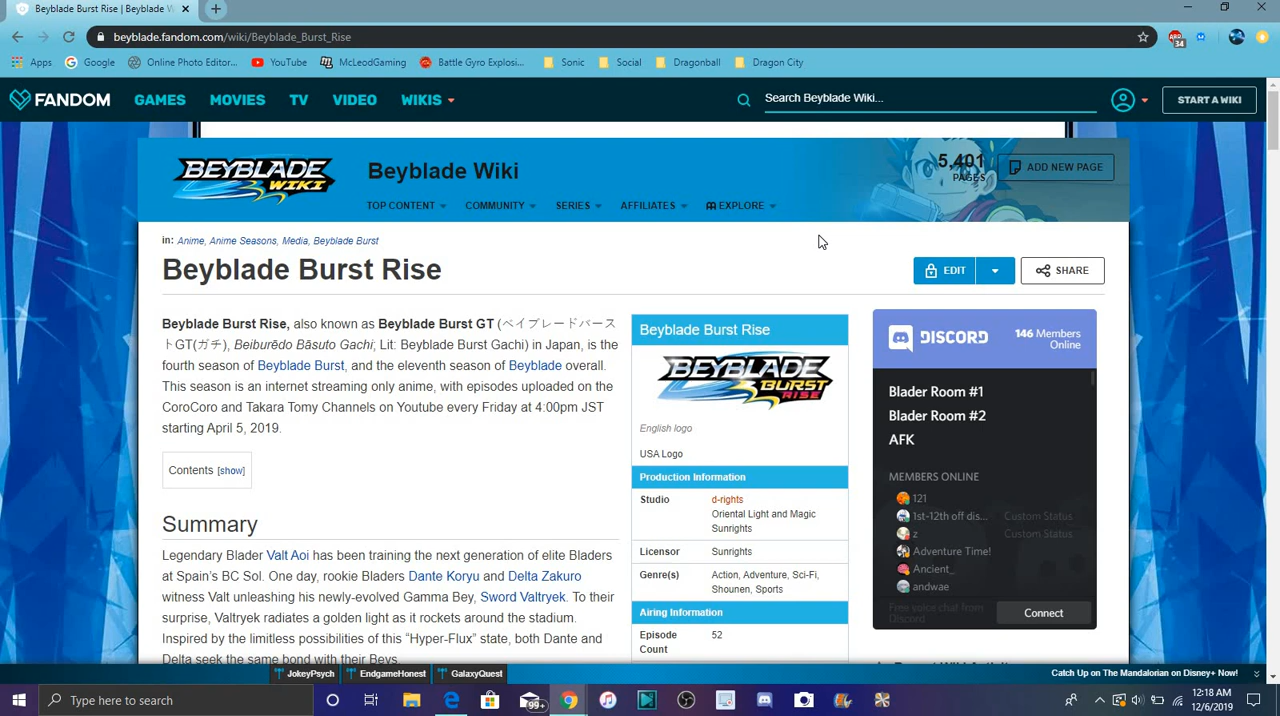 Beyblade Burst Rise | Beyblade W
beyblade.fandom.com/wiki/Beyblade_Burst_Rise
34
Apps Google Online Photo Editor... YouTube McLeodGaming Battle Gyro Explosi... Sonic Social Dragonball Dragon City
FANDOM GAMES MOVIES TV VIDEO WIKIS Search Beyblade Wiki... START A WIKI
BEYBLADE WIKI
Beyblade Wiki
5,401 PAGES
ADD NEW PAGE
TOP CONTENT COMMUNITY SERIES AFFILIATES EXPLORE
in: Anime, Anime Seasons, Media, Beyblade Burst
Beyblade Burst Rise
EDIT SHARE
Beyblade Burst Rise, also known as Beyblade Burst GT (ベイブレードバース
トGT(ガチ), Beiburēdo Bāsuto Gachi, Lit: Beyblade Burst Gachi) in Japan, is the
fourth season of Beyblade Burst, and the eleventh season of Beyblade overall.
This season is an internet streaming only anime, with episodes uploaded on the
CoroCoro and Takara Tomy Channels on Youtube every Friday at 4:00pm JST
starting April 5, 2019.
Contents [show]
Summary
Legendary Blader Valt Aoi has been training the next generation of elite Bladers
at Spain's BC Sol. One day, rookie Bladers Dante Koryu and Delta Zakuro
witness Valt unleashing his newly-evolved Gamma Bey, Sword Valtryek. To their
surprise, Valtryek radiates a golden light as it rockets around the stadium.
Inspired by the limitless possibilities of this “Hyper-Flux” state, both Dante and
Delta seek the same bond with their Beys.
Beyblade Burst Rise
BEYBLADE
BURST
RISE
English logo
USA Logo
Production Information
Studio d-rights
Oriental Light and Magic
Sunrights
Licensor Sunrights
Genre(s) Action, Adventure, Sci-Fi,
Shounen, Sports
Airing Information
Episode 52
Count
DISCORD 146 Members
Online
Blader Room #1
Blader Room #2
AFK
MEMBERS ONLINE
121
1st-12th off dis... Custom Status
z Custom Status
Adventure Time!
Ancient_
andwae
Free voice chat from
Discord
Connect
JokeyPsych EndgameHonest GalaxyQuest Catch Up on The Mandalorian on Disney+ Now!
Type here to search
99+
12:18 AM
12/6/2019